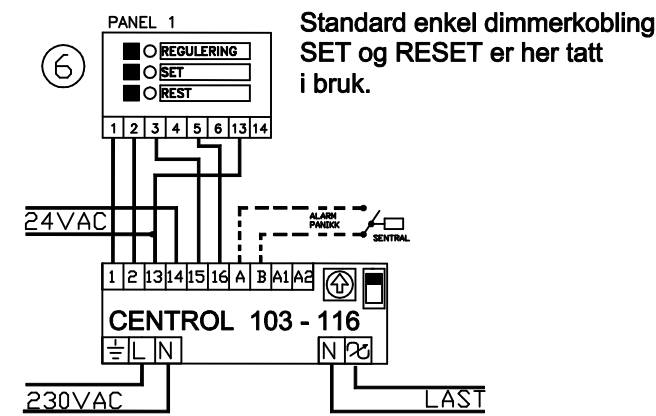 PANEL 1
Standard enkel dimmerkobling
SET og RESET er her tatt
i bruk.
6
REGULERING
SET
REST
1 2 3 4 5 6 13 14
24VAC
ALARM
PANIKK
SENTRAL
1 2 13 14 15 16 A B A1 A2
CENTROL 103 - 116
L N N
230VAC
LAST